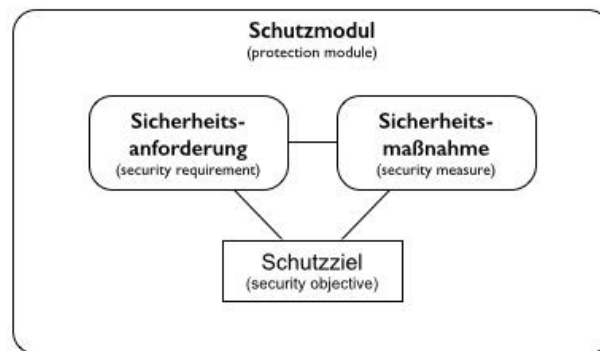 Schutzmodul
(protection module)
Sicherheits-
anforderung
(security requirement)
Sicherheits-
maßnahme
(security measure)
Schutzziel
(security objective)